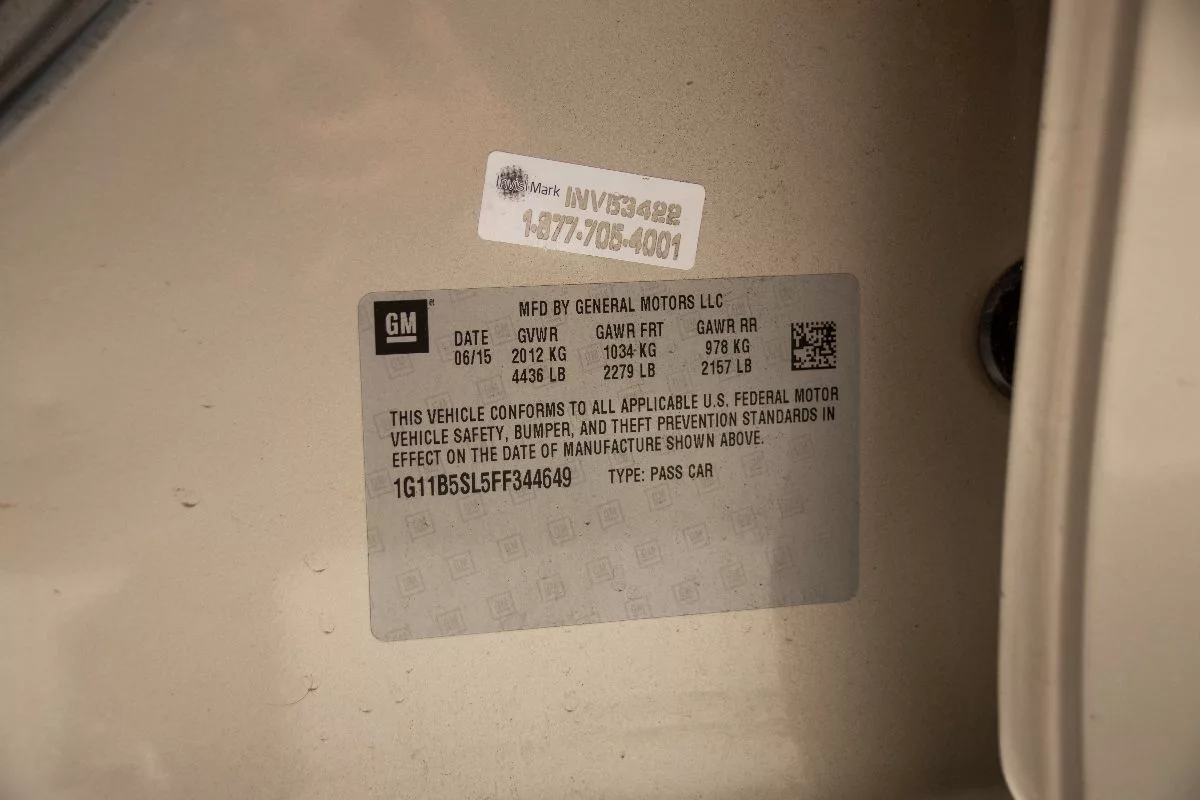 Mark INV53422
1-877-705-4001
GM
MFD BY GENERAL MOTORS LLC
DATE GVWR GAWR FRT GAWR RR
06/15 2012 KG 1034 KG 978 KG
4436 LB 2279 LB 2157 LB
THIS VEHICLE CONFORMS TO ALL APPLICABLE U.S. FEDERAL MOTOR
VEHICLE SAFETY, BUMPER, AND THEFT PREVENTION STANDARDS IN
EFFECT ON THE DATE OF MANUFACTURE SHOWN ABOVE.
1G11B5SL5FF344649 TYPE: PASS CAR